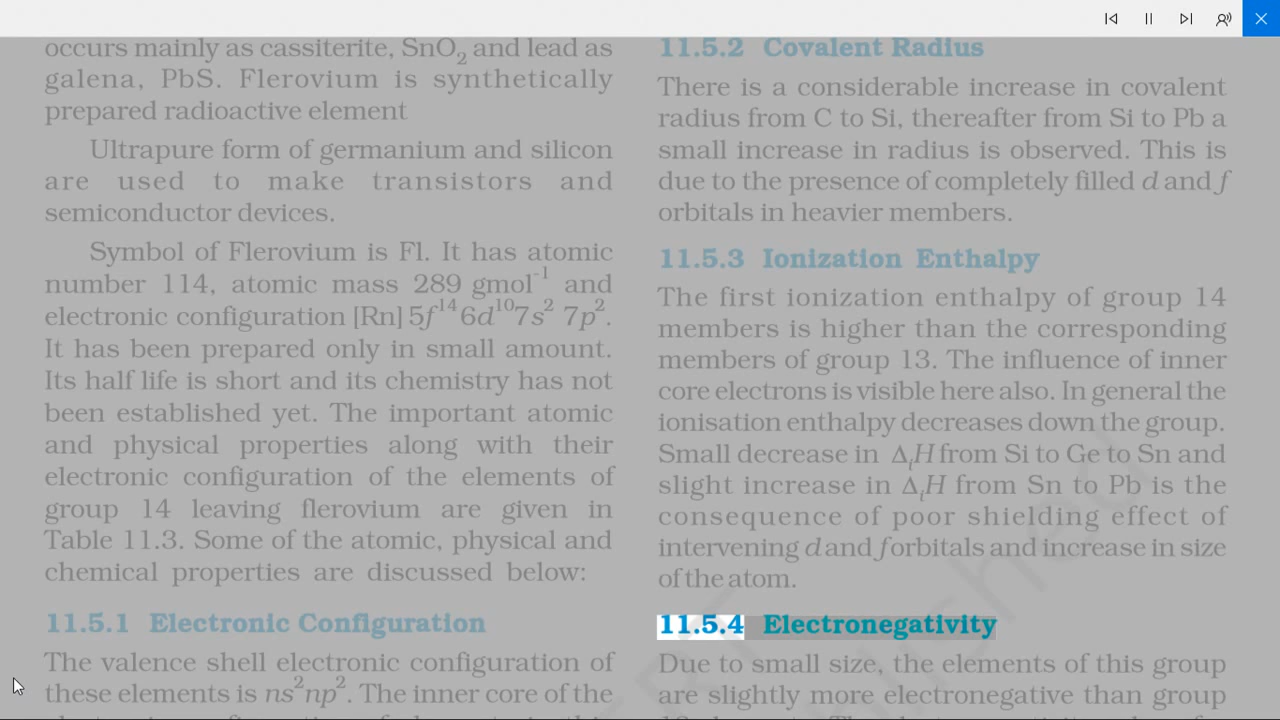 occurs mainly as cassiterite, SnO2 and lead as
galena, PbS. Flerovium is synthetically
prepared radioactive element
Ultrapure form of germanium and silicon
are used to make transistors and
semiconductor devices.
Symbol of Flerovium is Fl. It has atomic
number 114, atomic mass 289 gmol-1 and
electronic configuration [Rn] 5f14 6d10 7s2 7p2.
It has been prepared only in small amount.
Its half life is short and its chemistry has not
been established yet. The important atomic
and physical properties along with their
electronic configuration of the elements of
group 14 leaving flerovium are given in
Table 11.3. Some of the atomic, physical and
chemical properties are discussed below:
11.5.1 Electronic Configuration
The valence shell electronic configuration of
these elements is ns2np2. The inner core of the
11.5.2 Covalent Radius
There is a considerable increase in covalent
radius from C to Si, thereafter from Si to Pb a
small increase in radius is observed. This is
due to the presence of completely filled d and f
orbitals in heavier members.
11.5.3 Ionization Enthalpy
The first ionization enthalpy of group 14
members is higher than the corresponding
members of group 13. The influence of inner
core electrons is visible here also. In general the
ionisation enthalpy decreases down the group.
Small decrease in ΔiH from Si to Ge to Sn and
slight increase in ΔiH from Sn to Pb is the
consequence of poor shielding effect of
intervening d and f orbitals and increase in size
of the atom.
11.5.4 Electronegativity
Due to small size, the elements of this group
are slightly more electronegative than group